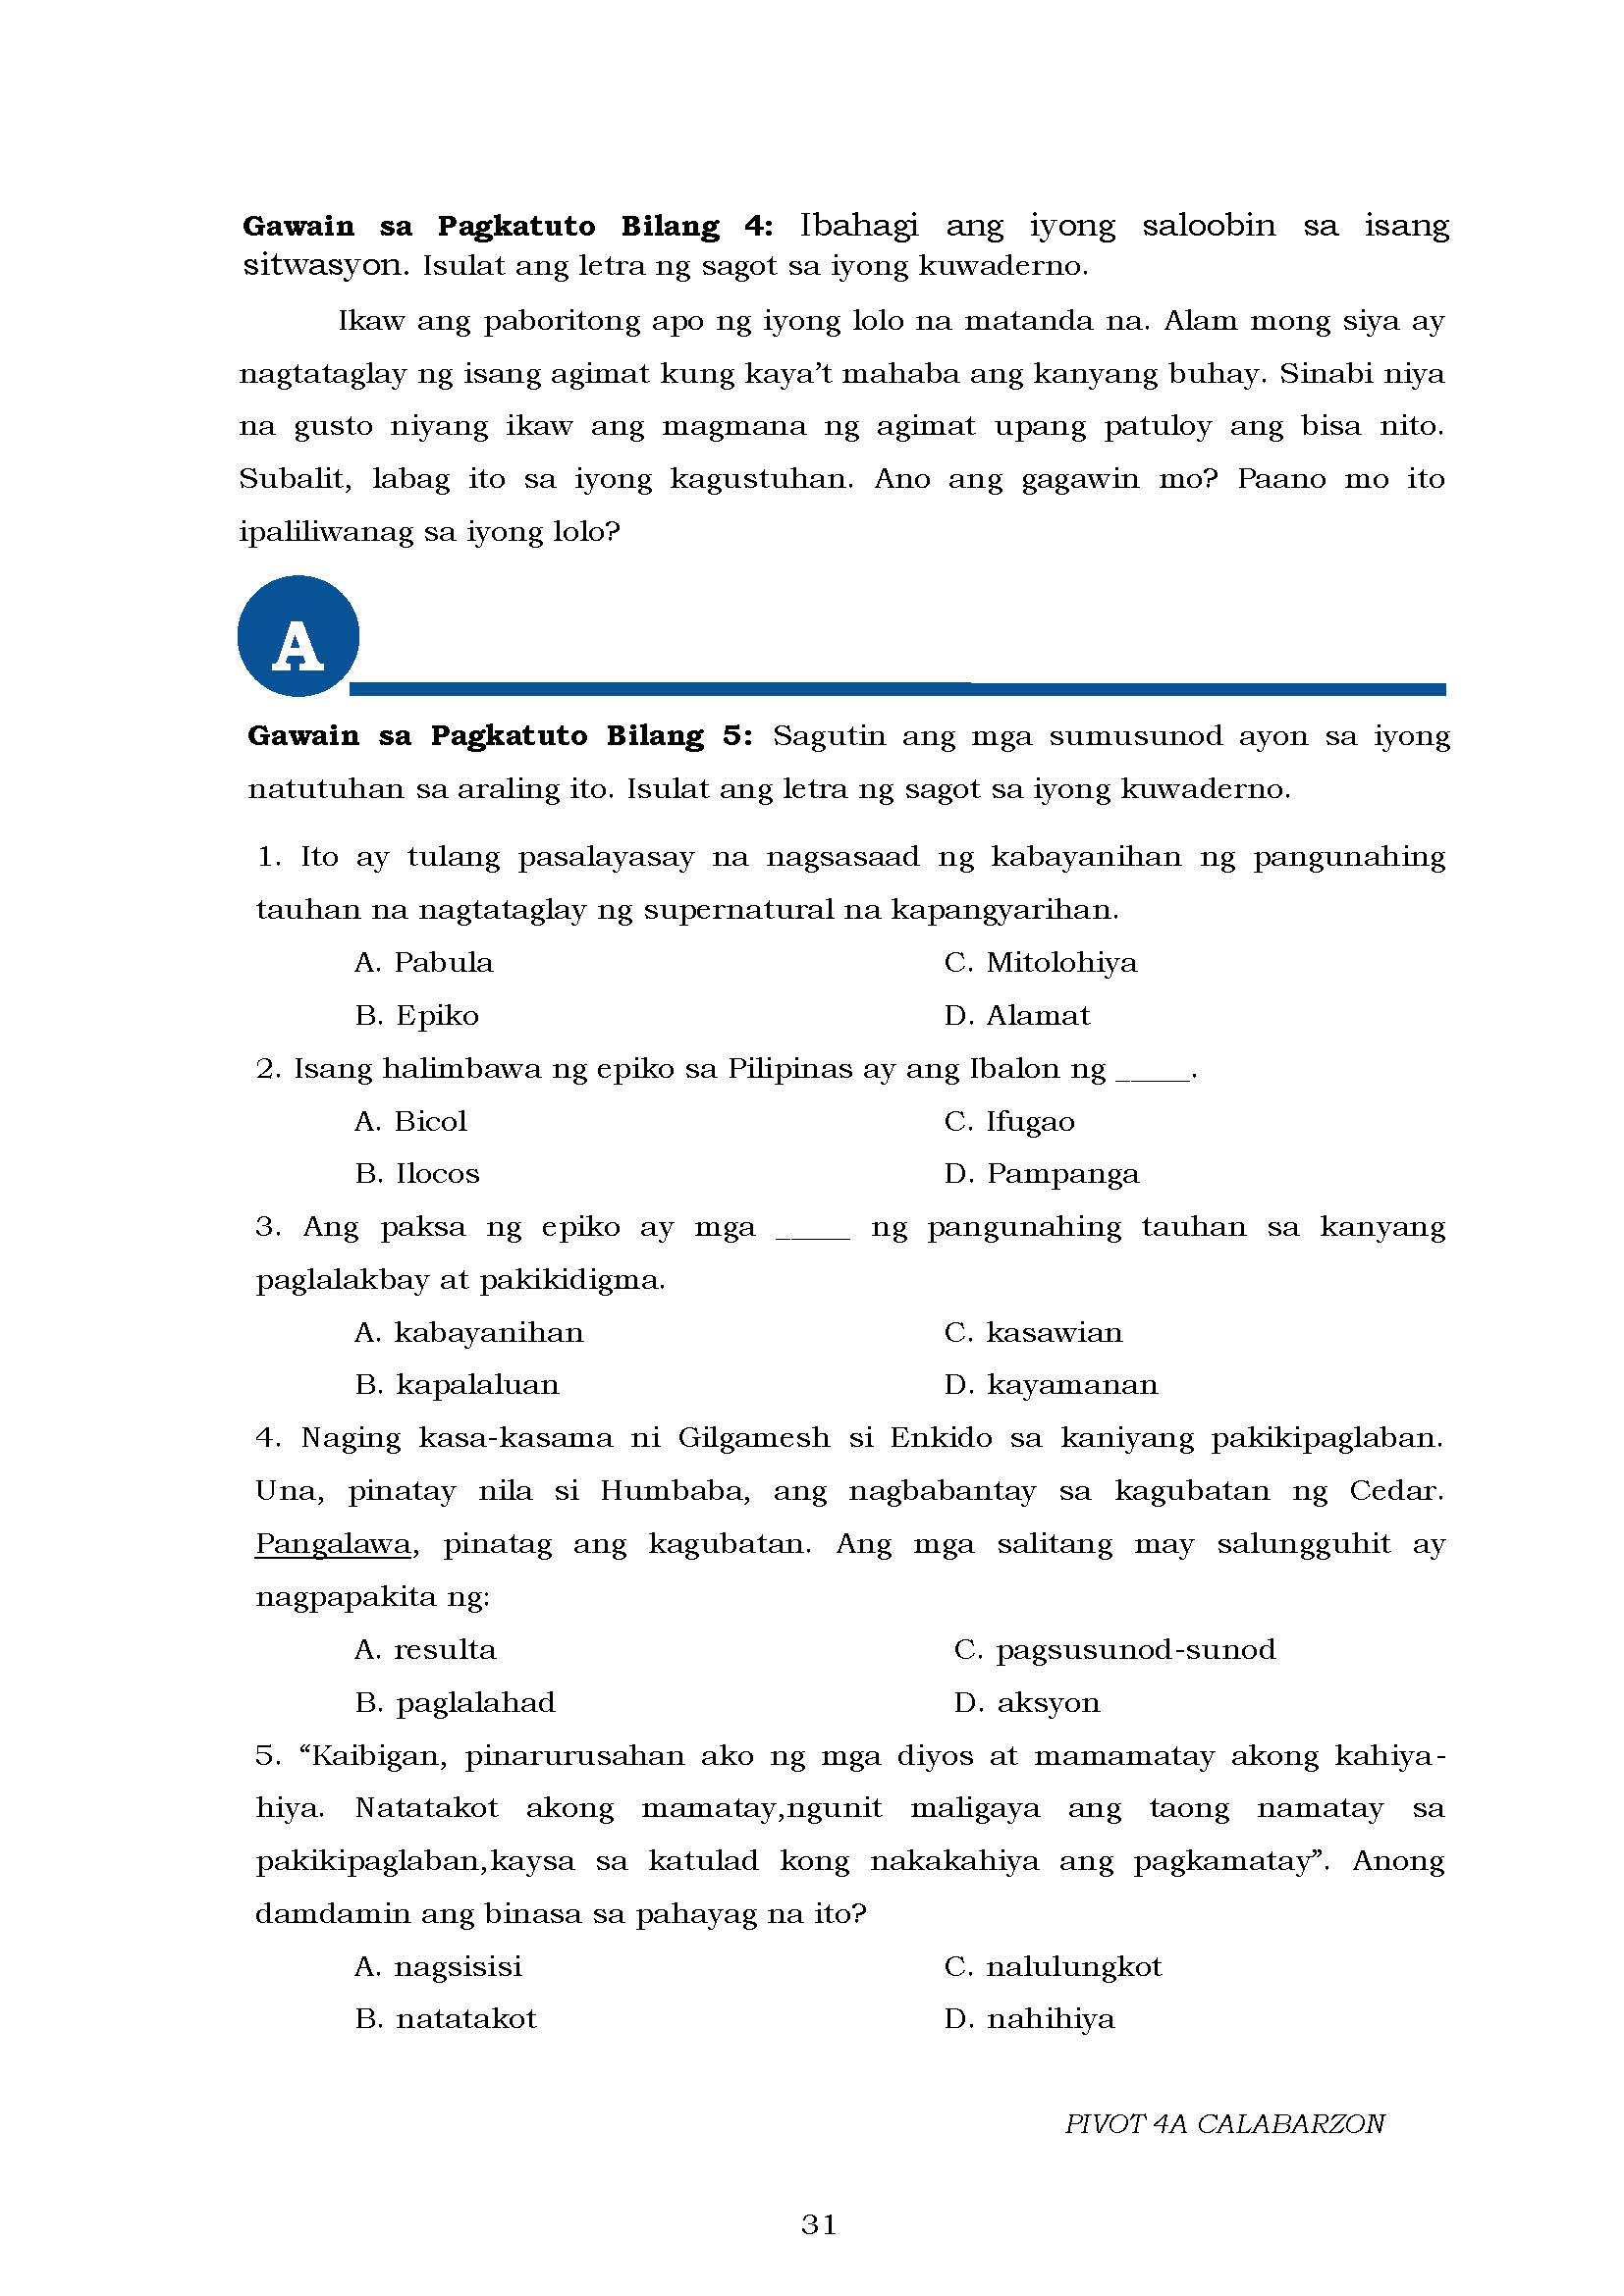 Gawain sa Pagkatuto Bilang 4: Ibahagi ang iyong saloobin sa isang
sitwasyon. Isulat ang letra ng sagot sa iyong kuwaderno.
Ikaw ang paboritong apo ng iyong lolo na matanda na. Alam mong siya ay
nagtataglay ng isang agimat kung kaya’t mahaba ang kanyang buhay. Sinabi niya
na gusto niyang ikaw ang magmana ng agimat upang patuloy ang bisa nito.
Subalit, labag ito sa iyong kagustuhan. Ano ang gagawin mo? Paano mo ito
ipaliliwanag sa iyong lolo?
A
Gawain sa Pagkatuto Bilang 5: Sagutin ang mga sumusunod ayon sa iyong
natutuhan sa araling ito. Isulat ang letra ng sagot sa iyong kuwaderno.
1. Ito ay tulang pasalayasay na nagsasaad ng kabayanihan ng pangunahing
tauhan na nagtataglay ng supernatural na kapangyarihan.
A. Pabula C. Mitolohiya
B. Epiko D. Alamat
2. Isang halimbawa ng epiko sa Pilipinas ay ang Ibalon ng _____.
A. Bicol C. Ifugao
B. Ilocos D. Pampanga
3. Ang paksa ng epiko ay mga _____ ng pangunahing tauhan sa kanyang
paglalakbay at pakikidigma.
A. kabayanihan C. kasawian
B. kapalaluan D. kayamanan
4. Naging kasa-kasama ni Gilgamesh si Enkido sa kaniyang pakikipaglaban.
Una, pinatay nila si Humbaba, ang nagbabantay sa kagubatan ng Cedar.
Pangalawa, pinatag ang kagubatan. Ang mga salitang may salungguhit ay
nagpapakita ng:
A. resulta C. pagsusunod-sunod
B. paglalahad D. aksyon
5. “Kaibigan, pinarurusahan ako ng mga diyos at mamamatay akong kahiya-
hiya. Natatakot akong mamatay,ngunit maligaya ang taong namatay sa
pakikipaglaban,kaysa sa katulad kong nakakahiya ang pagkamatay”. Anong
damdamin ang binasa sa pahayag na ito?
A. nagsisisi C. nalulungkot
B. natatakot D. nahihiya
PIVOT 4A CALABARZON
31